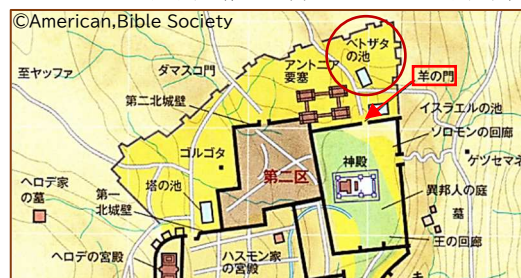 ©American,Bible Society
ベトザタ
の池
アントニア
要塞
羊の門
至ヤッファ
ダマスコ門
第二北城壁
イスラエルの池
ソロモンの回廊
ゴルゴタ
神殿
ゲツセマネ
第二区
ヘロデ家
の墓
第一
北城壁
塔の池
異邦人の庭
墓
王の回廊
ヘロデの宮殿
ハスモン家
の宮殿